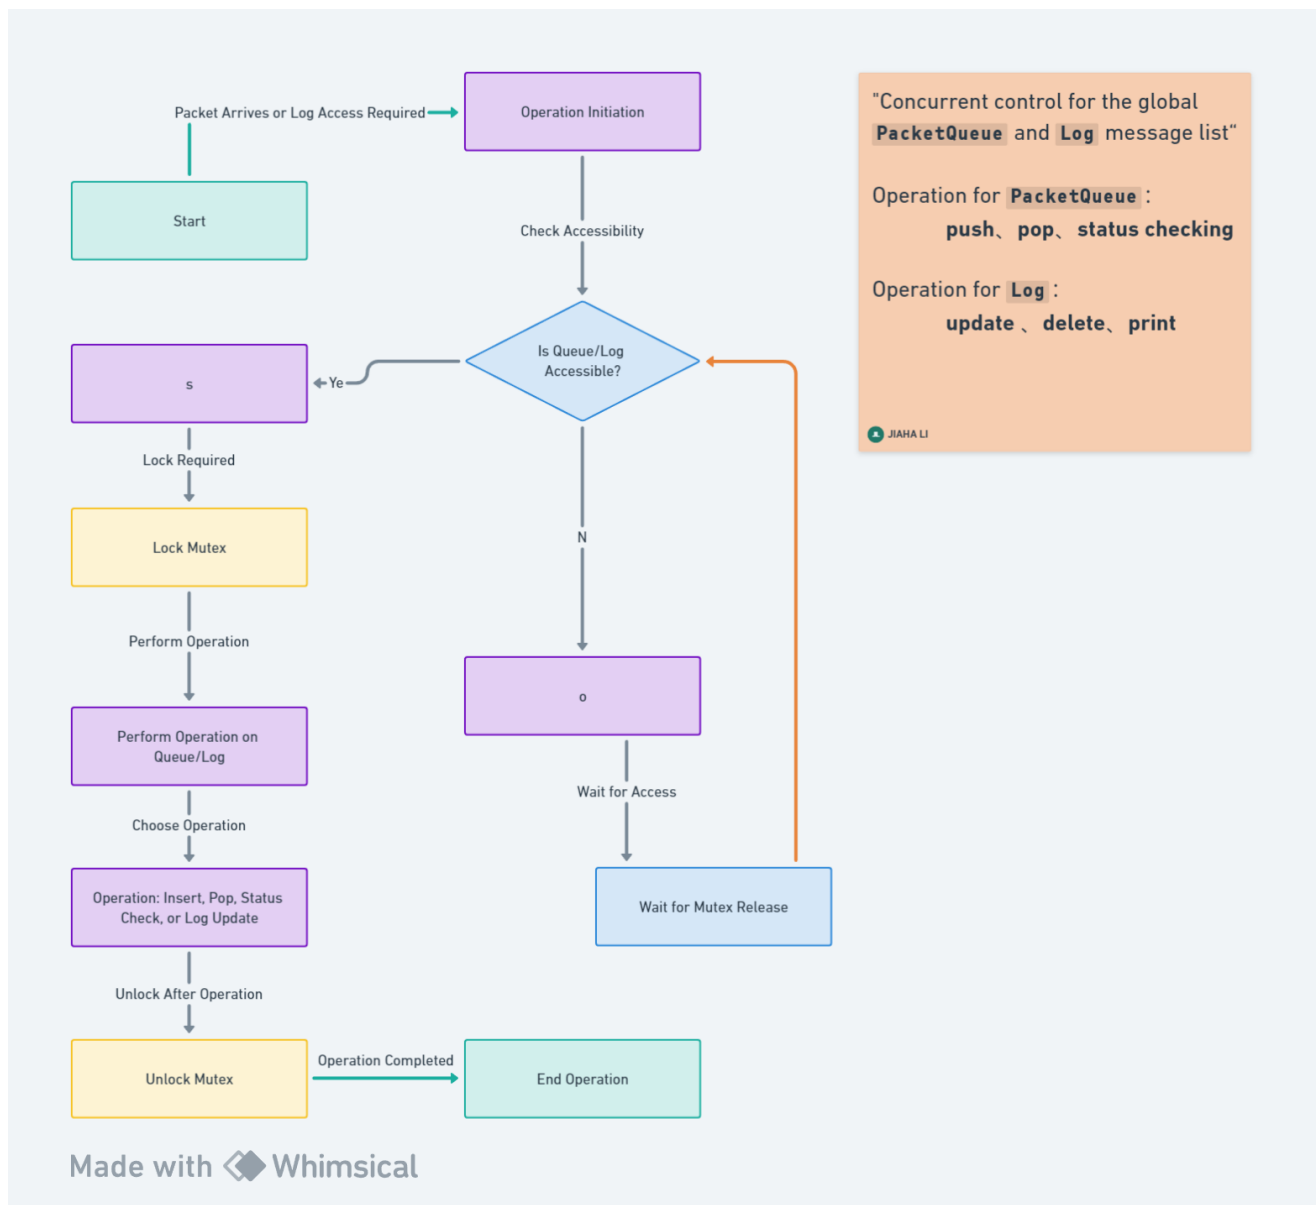 Packet Arrives or Log Access Required
Operation Initiation
Start
Check Accessibility
Is Queue/Log
Accessible?
Ye
s
Lock Required
Lock Mutex
Perform Operation
Perform Operation on
Queue/Log
Choose Operation
Operation: Insert, Pop, Status
Check, or Log Update
Unlock After Operation
Unlock Mutex
Operation Completed
End Operation
N
o
Wait for Access
Wait for Mutex Release
"Concurrent control for the global
PacketQueue and Log message list“
Operation for PacketQueue :
push、pop、status checking
Operation for Log :
update 、delete、print
JIAHA LI
Made with Whimsical